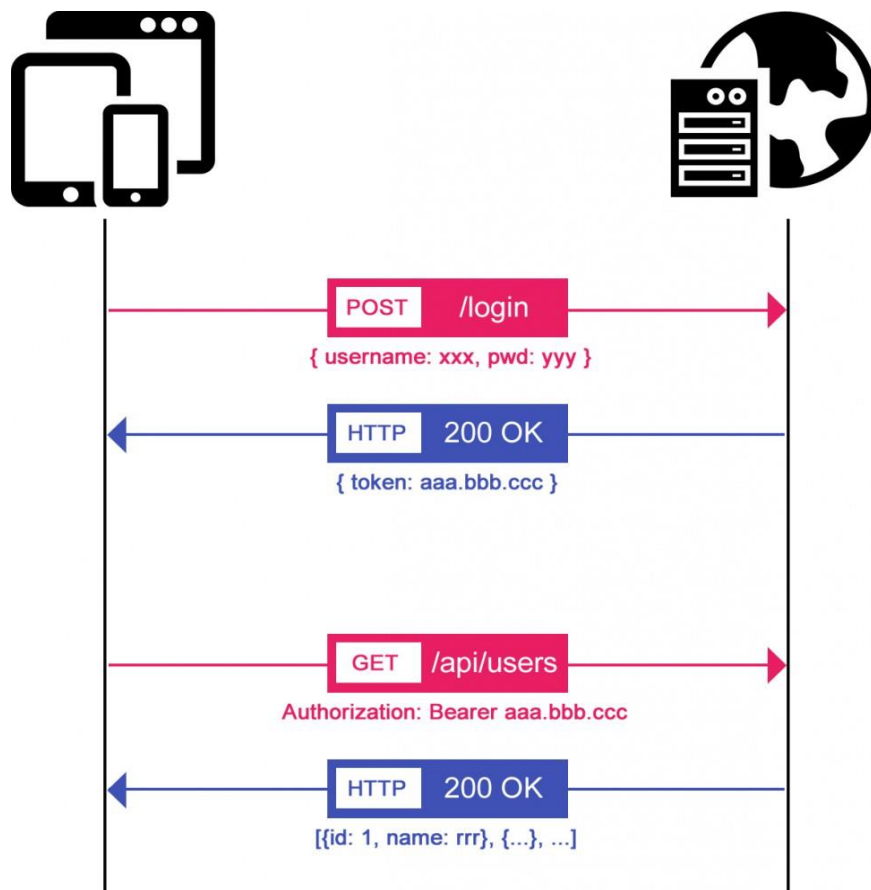 POST /login
{ username: xxx, pwd: yyy }
HTTP 200 OK
{ token: aaa.bbb.ccc }
GET /api/users
Authorization: Bearer aaa.bbb.ccc
HTTP 200 OK
[{id: 1, name: rrr}, {...}, ...]